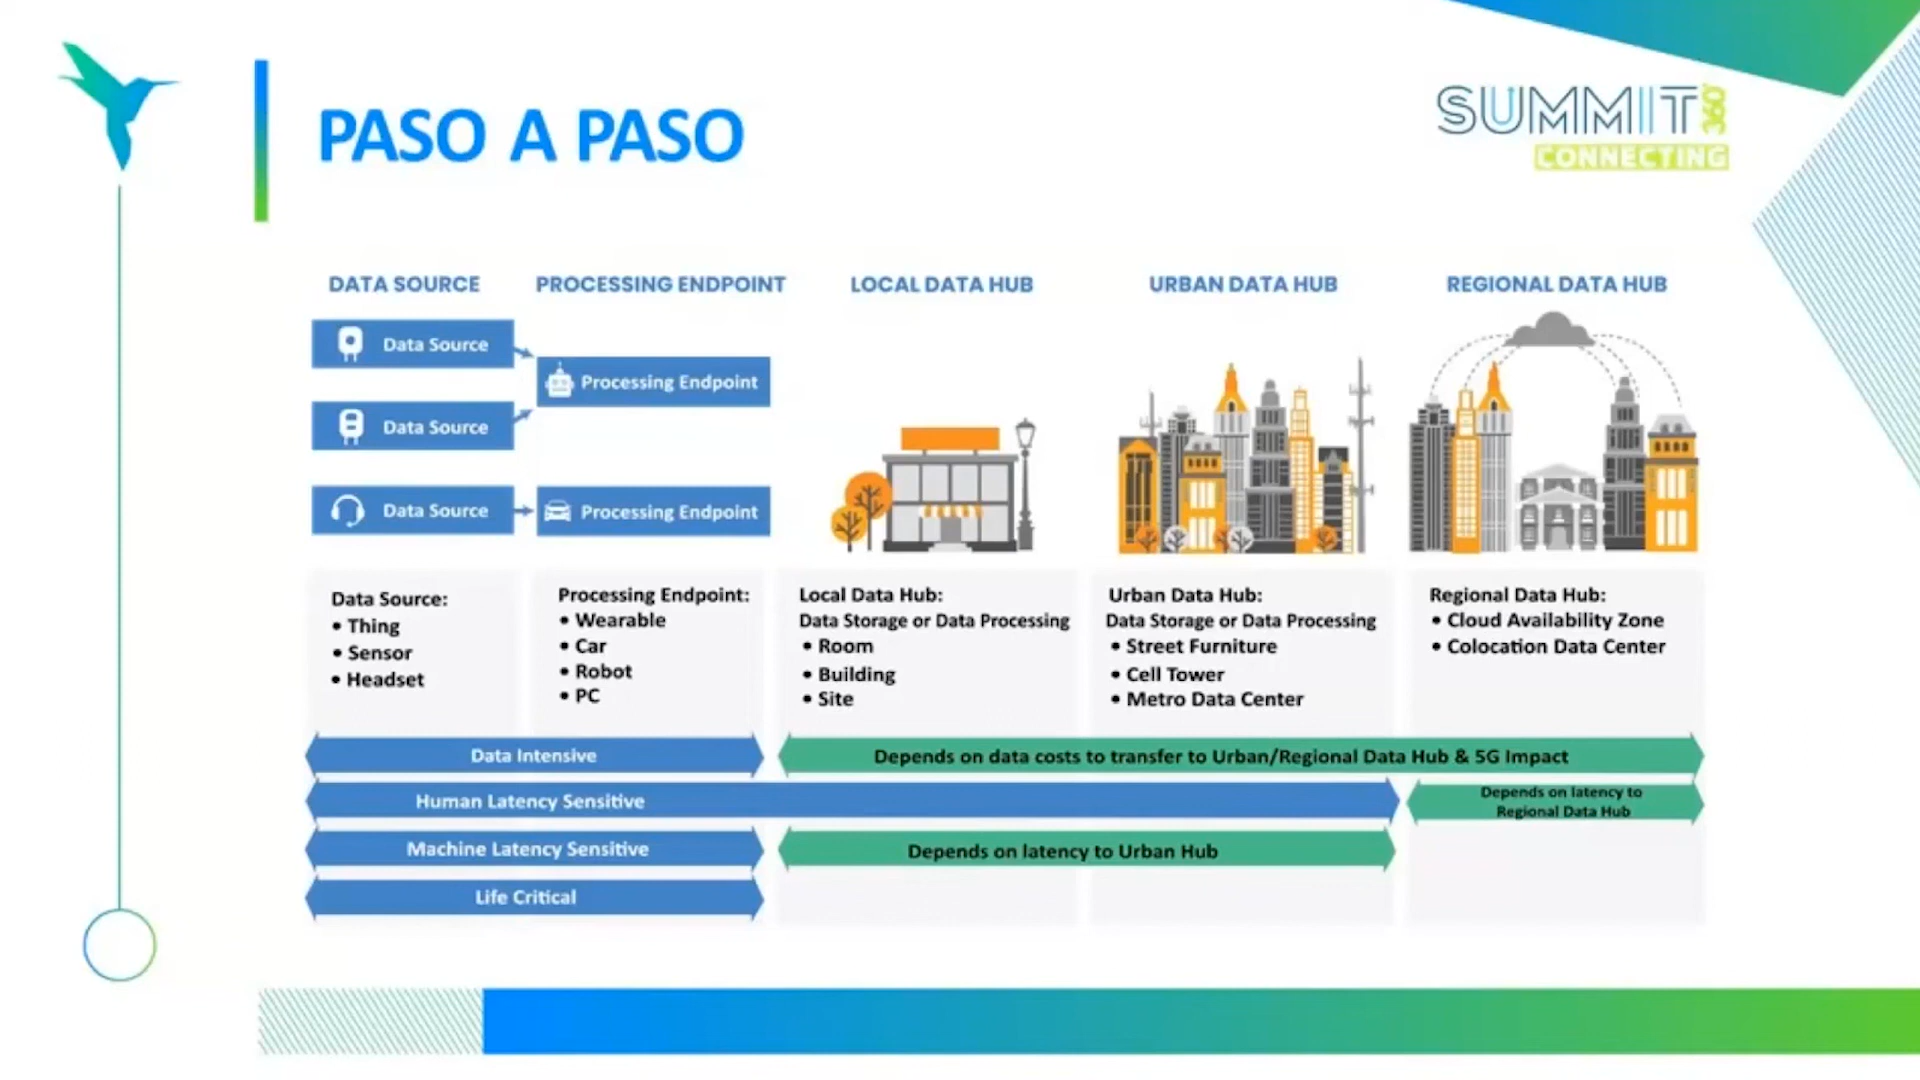 PASO A PASO
SUMMIT 360°
CONNECTING
DATA SOURCE
PROCESSING ENDPOINT
LOCAL DATA HUB
URBAN DATA HUB
REGIONAL DATA HUB
Data Source
Processing Endpoint
Data Source
Data Source
Processing Endpoint
Data Source:
• Thing
• Sensor
• Headset
Processing Endpoint:
• Wearable
• Car
• Robot
• PC
Local Data Hub:
Data Storage or Data Processing
• Room
• Building
• Site
Urban Data Hub:
Data Storage or Data Processing
• Street Furniture
• Cell Tower
• Metro Data Center
Regional Data Hub:
• Cloud Availability Zone
• Colocation Data Center
Data Intensive
Depends on data costs to transfer to Urban/Regional Data Hub & 5G Impact
Human Latency Sensitive
Depends on latency to
Regional Data Hub
Machine Latency Sensitive
Depends on latency to Urban Hub
Life Critical